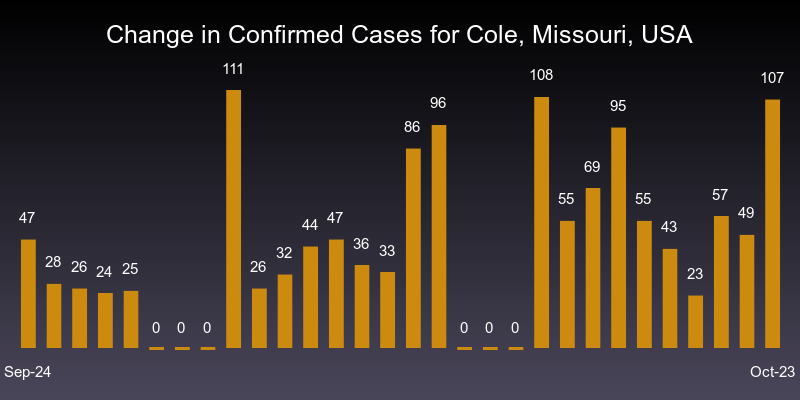 Change in Confirmed Cases for Cole, Missouri, USA
47 28 26 24 25 0 0 0 111 26 32 44 47 36 33 86 96 0 0 0 108 55 69 95 55 43 23 57 49 107
Sep-24 Oct-23